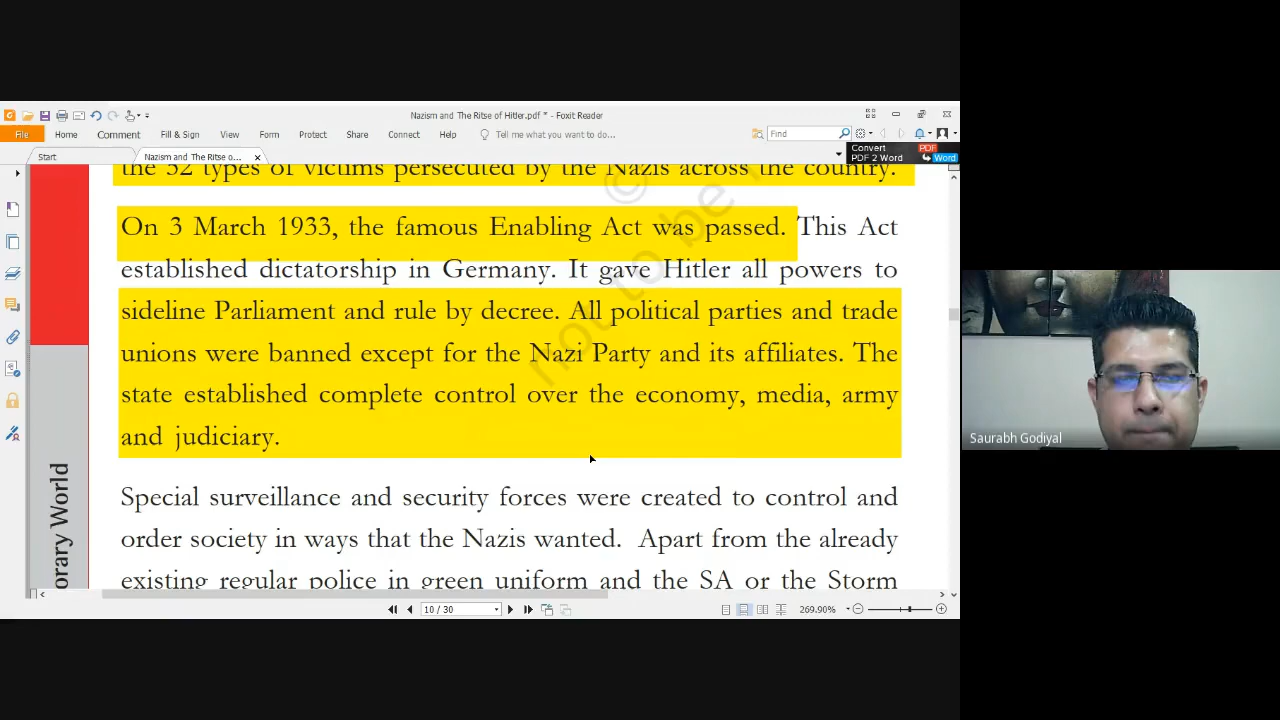 Nazism and The Ritse of Hitler.pdf * - Foxit Reader
File Home Comment Fill & Sign View Form Protect Share Connect Help Tell me what you want to do... Find
Start Nazism and The Ritse o... Convert PDF
PDF 2 Word Word
the 52 types of victims persecuted by the Nazis across the country.
On 3 March 1933, the famous Enabling Act was passed. This Act
established dictatorship in Germany. It gave Hitler all powers to
sideline Parliament and rule by decree. All political parties and trade
unions were banned except for the Nazi Party and its affiliates. The
state established complete control over the economy, media, army
and judiciary.
Special surveillance and security forces were created to control and
order society in ways that the Nazis wanted. Apart from the already
existing regular police in green uniform and the SA or the Storm
orary World
© not to be
10 / 30
269.90%
Saurabh Godiyal